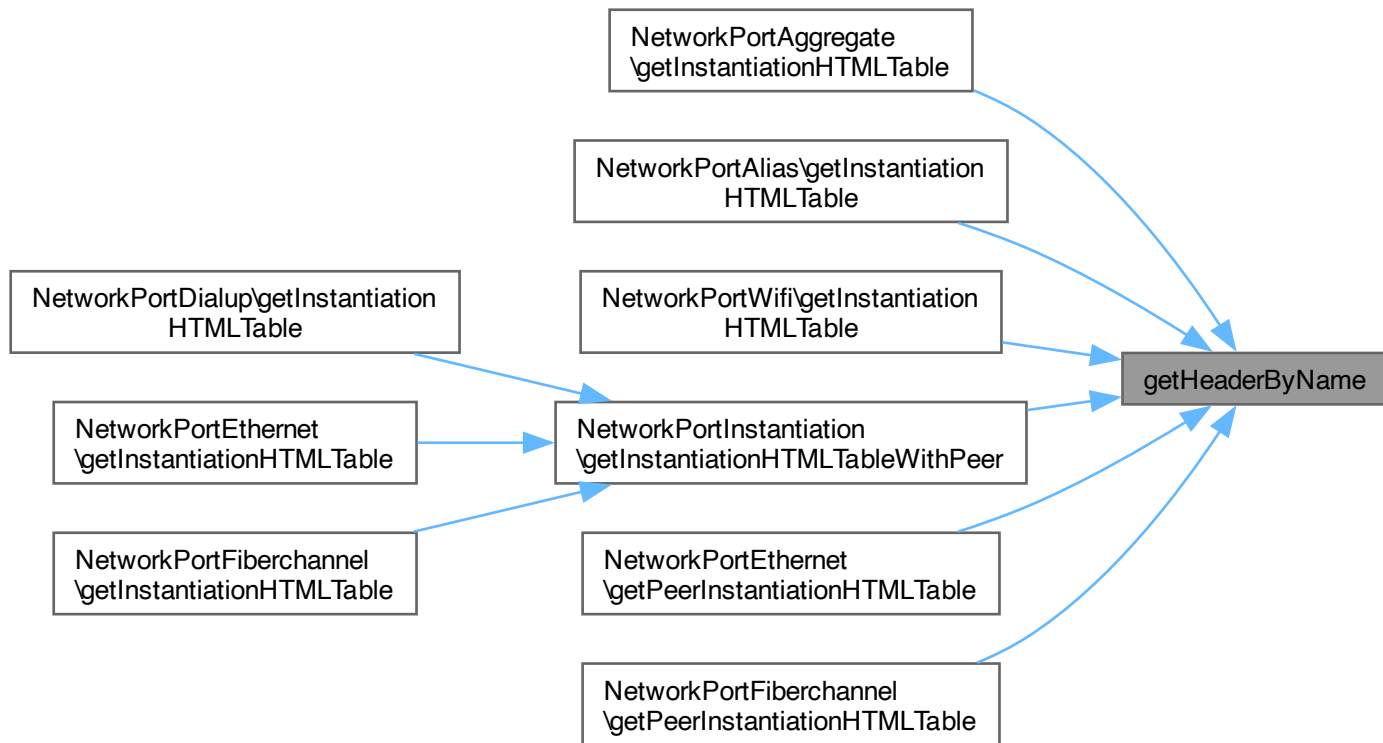 NetworkPortAggregate
\getInstantiationHTMLTable
NetworkPortAlias\getInstantiation
HTMLTable
NetworkPortDialup\getInstantiation
HTMLTable
NetworkPortWifi\getInstantiation
HTMLTable
getHeaderByName
NetworkPortEthernet
\getInstantiationHTMLTable
NetworkPortInstantiation
\getInstantiationHTMLTableWithPeer
NetworkPortFiberchannel
\getInstantiationHTMLTable
NetworkPortEthernet
\getPeerInstantiationHTMLTable
NetworkPortFiberchannel
\getPeerInstantiationHTMLTable